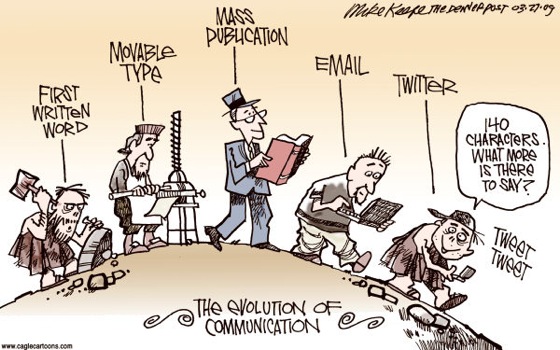 Mike Keefe THE DENVER POST 03.27.09
FIRST
WRITTEN
WORD
MOVABLE
TYPE
MASS
PUBLICATION
EMAIL
TWITTER
140
CHARACTERS.
WHAT MORE
IS THERE
TO SAY?
TWEET
TWEET
THE EVOLUTION OF
COMMUNICATION
www.caglecartoons.com